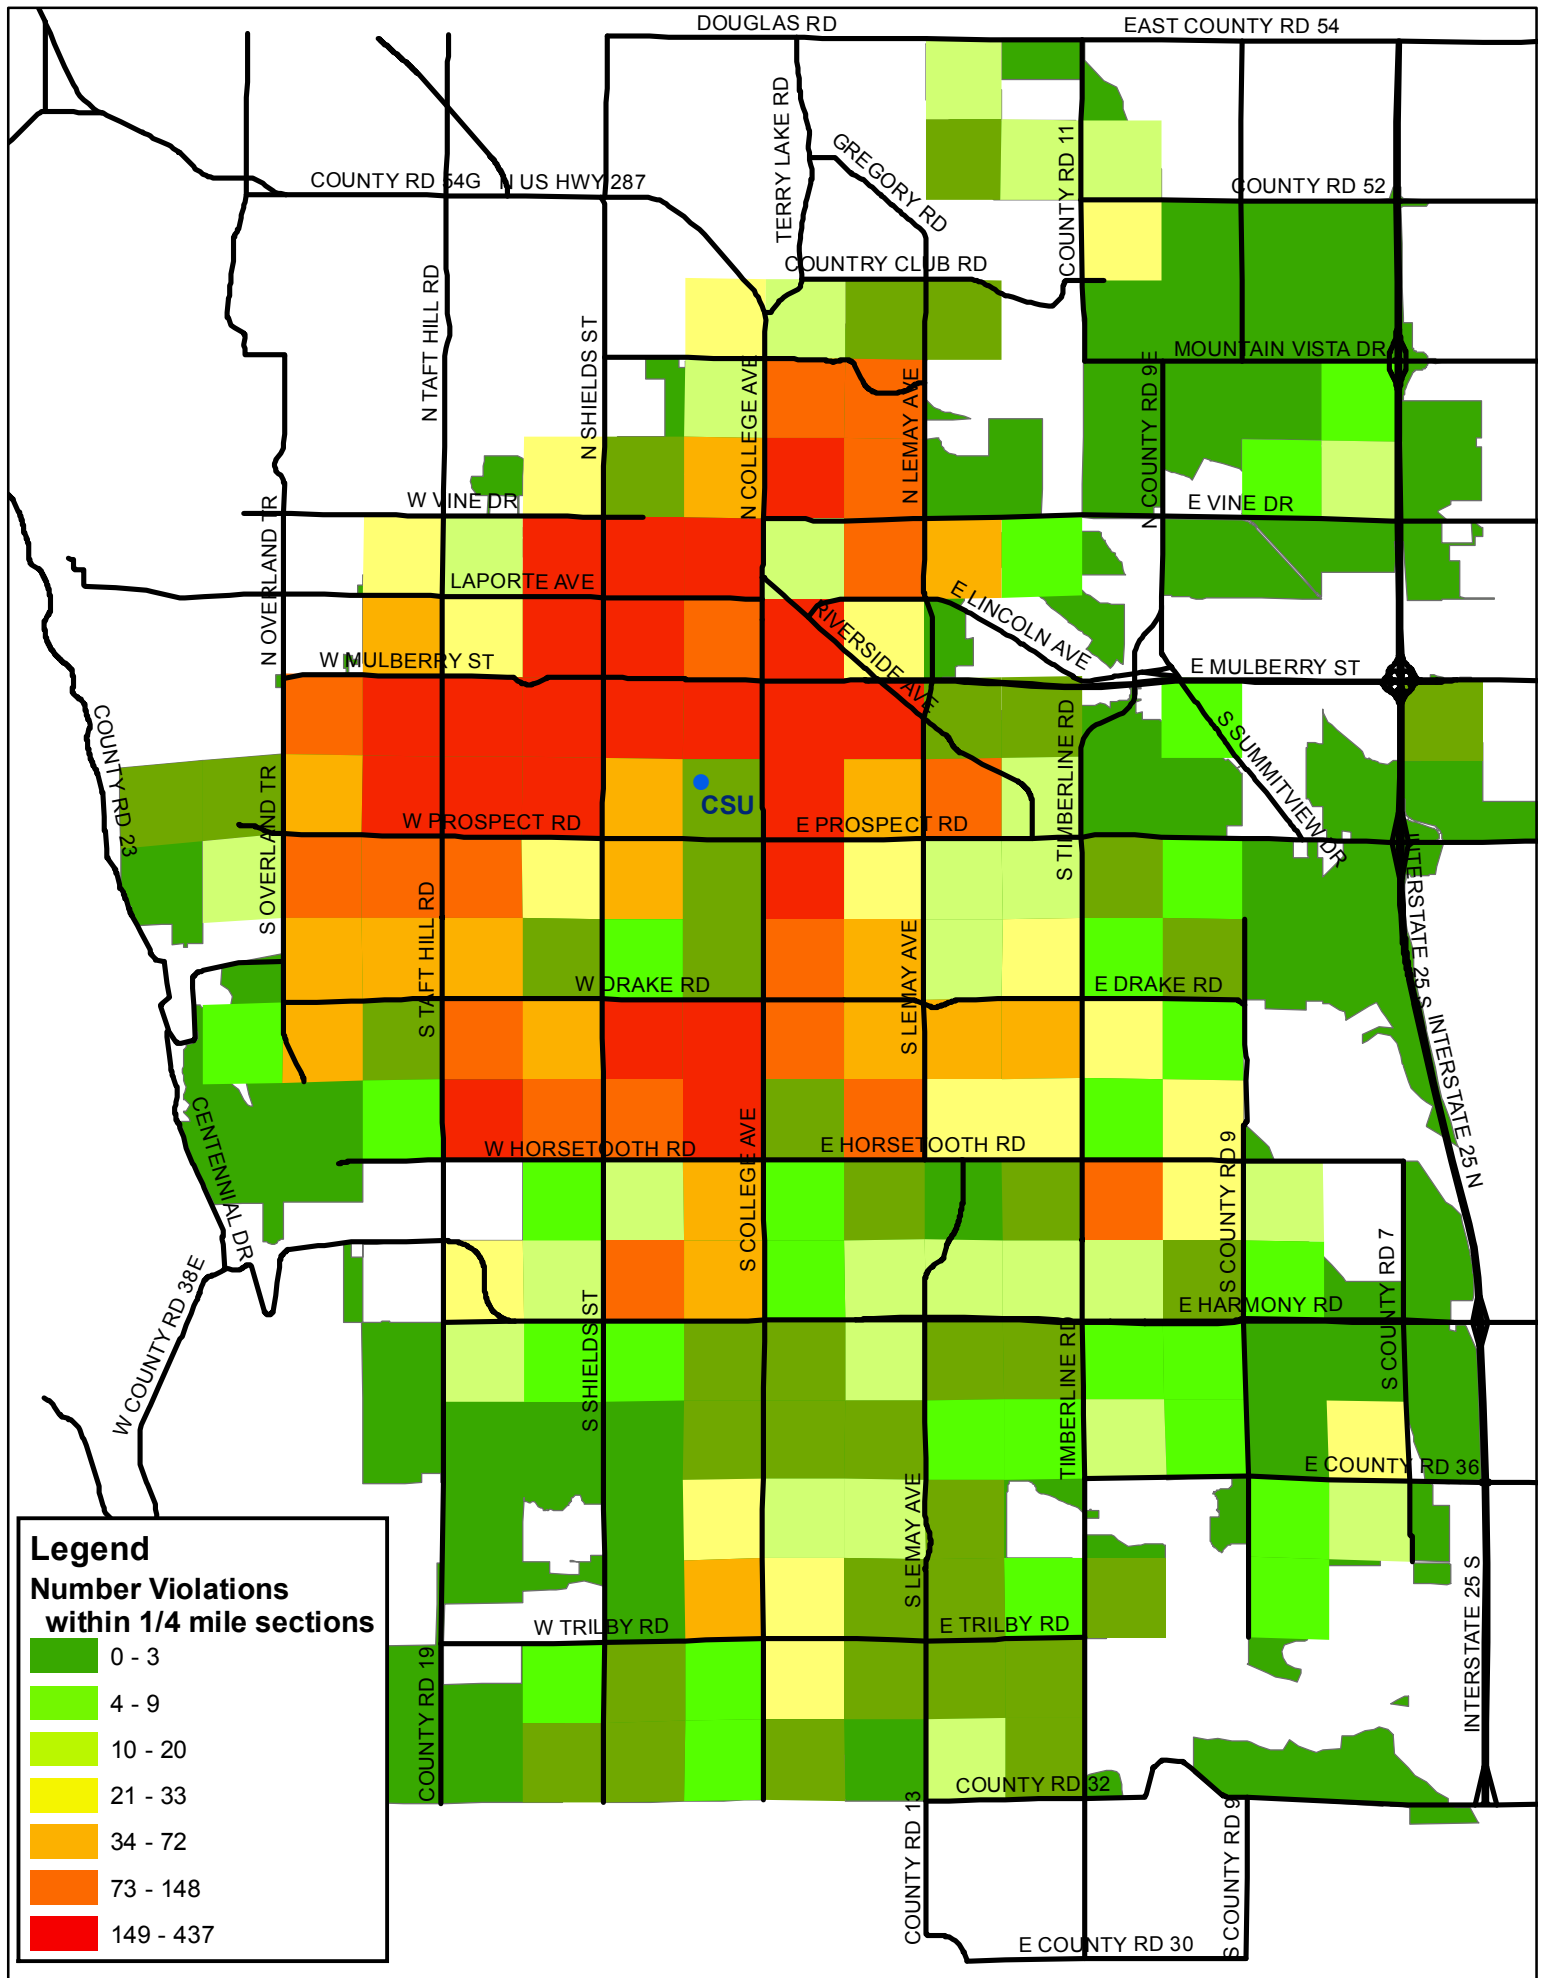 DOUGLAS RD
EAST COUNTY RD 54
TERRY LAKE RD
GREGORY RD
COUNTY RD 11
COUNTY RD 54G
N US HWY 287
COUNTY RD 52
COUNTRY CLUB RD
N TAFT HILL RD
N SHIELDS ST
MOUNTAIN VISTA DR
N COLLEGE AVE
N LEMAY AVE
N COUNTY RD 9E
W VINE DR
E VINE DR
N OVERLAND TR
LAPORTE AVE
E LINCOLN AVE
RIVERSIDE AVE
W MULBERRY ST
E MULBERRY ST
COUNTY RD 23
S OVERLAND TR
S TIMBERLINE RD
S SUMMITVIEW DR
CSU
W PROSPECT RD
E PROSPECT RD
INTERSTATE 25 S
INTERSTATE 25 S
INTERSTATE 25 N
S TAFT HILL RD
S LEMAY AVE
W DRAKE RD
E DRAKE RD
CENTENNIAL DR
S COLLEGE AVE
W HORSETOOTH RD
E HORSETOOTH RD
S COUNTY RD 9
S COUNTY RD 7
W COUNTY RD 38E
S SHIELDS ST
E HARMONY RD
TIMBERLINE RD
E COUNTY RD 36
S LEMAY AVE
INTERSTATE 25 S
W TRILBY RD
E TRILBY RD
COUNTY RD 19
COUNTY RD 32
COUNTY RD 13
S COUNTY RD 9
E COUNTY RD 30
Legend
Number Violations
within 1/4 mile sections
0 - 3
4 - 9
10 - 20
21 - 33
34 - 72
73 - 148
149 - 437